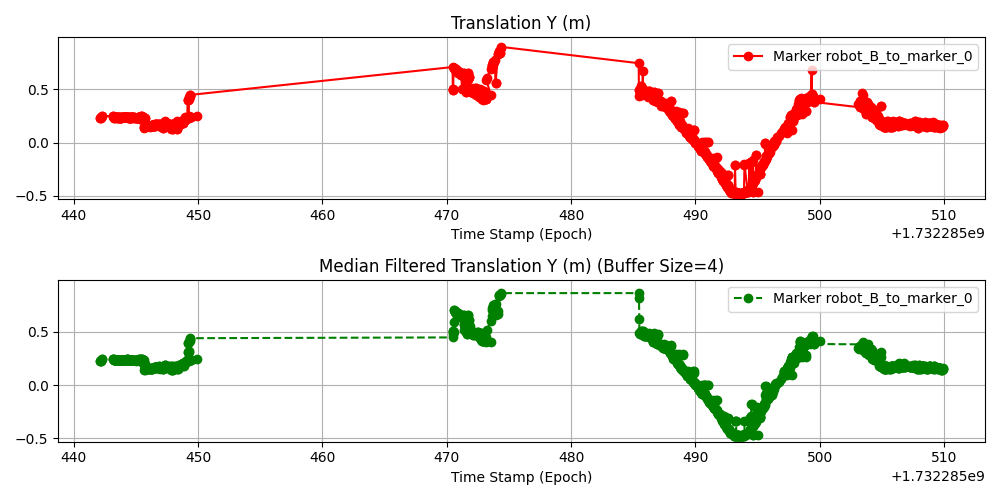 Translation Y (m)
Marker robot_B_to_marker_0
0.5
0.0
−0.5
440 450 460 470 480 490 500 510
Time Stamp (Epoch)
+1.732285e9
Median Filtered Translation Y (m) (Buffer Size=4)
Marker robot_B_to_marker_0
0.5
0.0
−0.5
440 450 460 470 480 490 500 510
Time Stamp (Epoch)
+1.732285e9